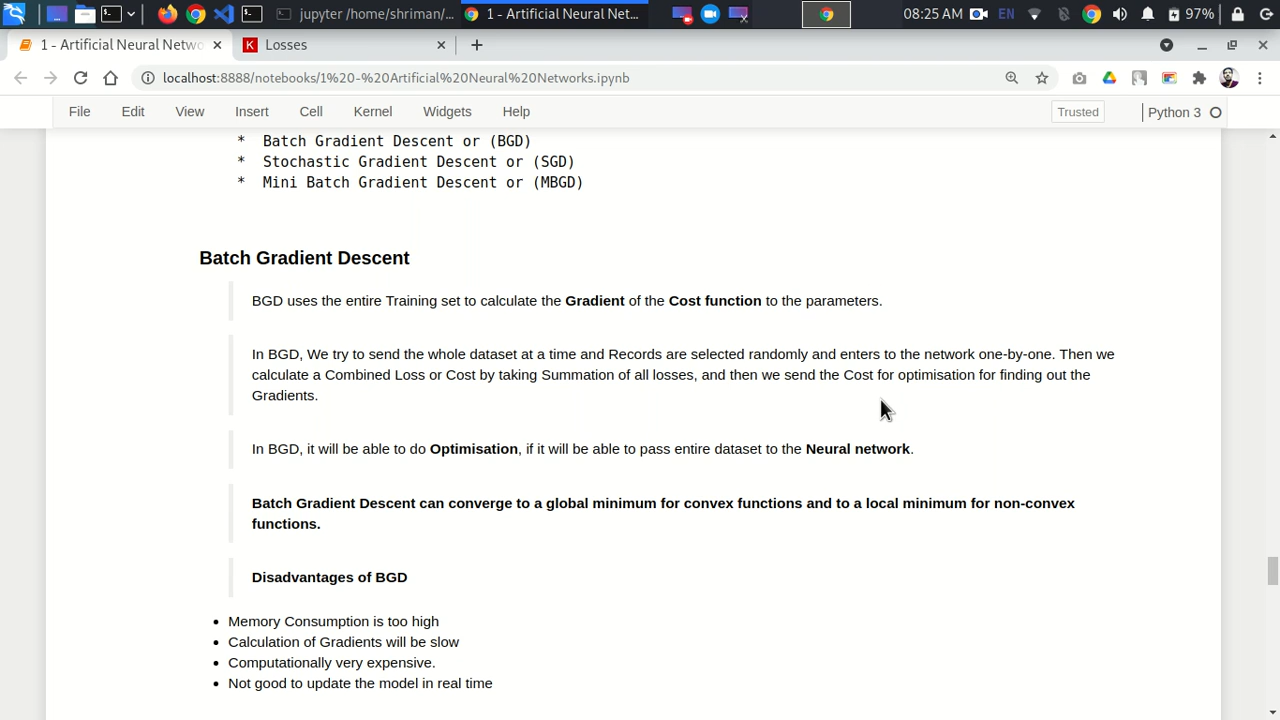 jupyter /home/shriman/...
1 - Artificial Neural Net...
08:25 AM
EN
97%
1 - Artificial Neural Netwo
K
Losses
localhost:8888/notebooks/1%20-%20Artificial%20Neural%20Networks.ipynb
File
Edit
View
Insert
Cell
Kernel
Widgets
Help
Trusted
Python 3
* Batch Gradient Descent or (BGD)
* Stochastic Gradient Descent or (SGD)
* Mini Batch Gradient Descent or (MBGD)
Batch Gradient Descent
BGD uses the entire Training set to calculate the Gradient of the Cost function to the parameters.
In BGD, We try to send the whole dataset at a time and Records are selected randomly and enters to the network one-by-one. Then we
calculate a Combined Loss or Cost by taking Summation of all losses, and then we send the Cost for optimisation for finding out the
Gradients.
In BGD, it will be able to do Optimisation, if it will be able to pass entire dataset to the Neural network.
Batch Gradient Descent can converge to a global minimum for convex functions and to a local minimum for non-convex
functions.
Disadvantages of BGD
• Memory Consumption is too high
• Calculation of Gradients will be slow
• Computationally very expensive.
• Not good to update the model in real time